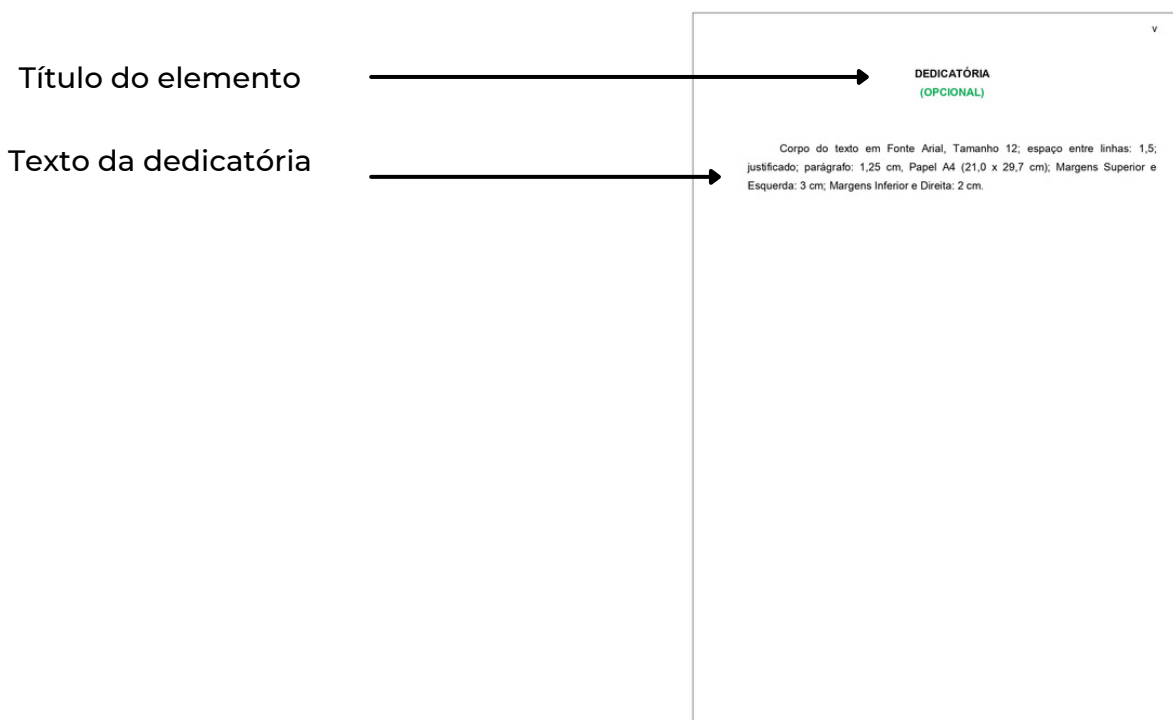 v
Título do elemento
DEDICATÓRIA
(OPCIONAL)
Texto da dedicatória
Corpo do texto em Fonte Arial, Tamanho 12; espaço entre linhas: 1,5;
justificado; parágrafo: 1,25 cm, Papel A4 (21,0 x 29,7 cm); Margens Superior e
Esquerda: 3 cm; Margens Inferior e Direita: 2 cm.